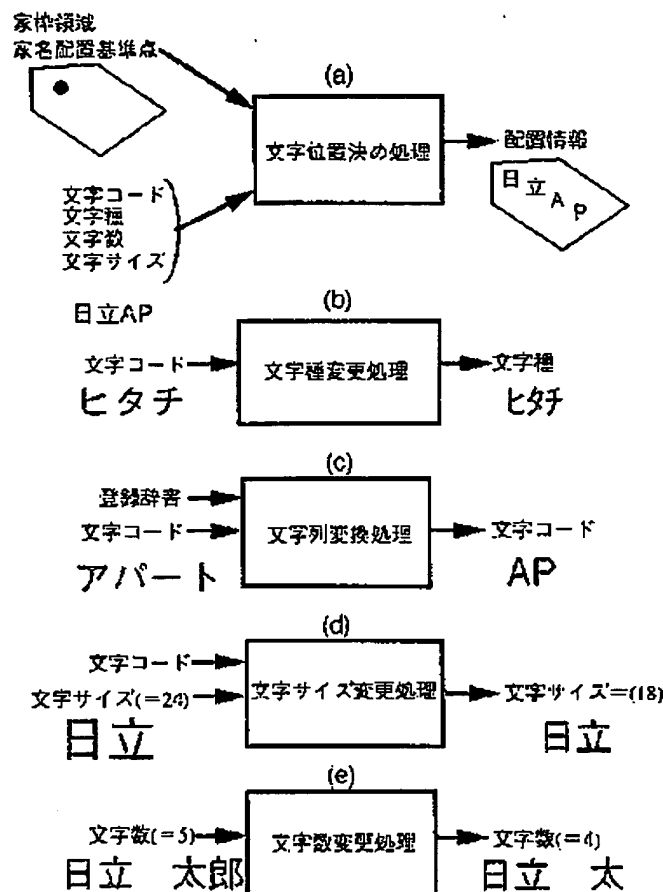 家枠領域
家名配置基準点
(a)
文字位置決め処理
配置情報
日立AP
文字コード
文字種
文字数
文字サイズ
日立AP
(b)
文字コード
文字種変更処理
文字種
ヒタチ
ヒタチ
(c)
登録辞書
文字コード
文字列変換処理
文字コード
アパート
AP
(d)
文字コード
文字サイズ(=24)
文字サイズ変更処理
文字サイズ=(18)
日立
日立
(e)
文字数(=5)
文字数変更処理
文字数(=4)
日立 太郎
日立 太